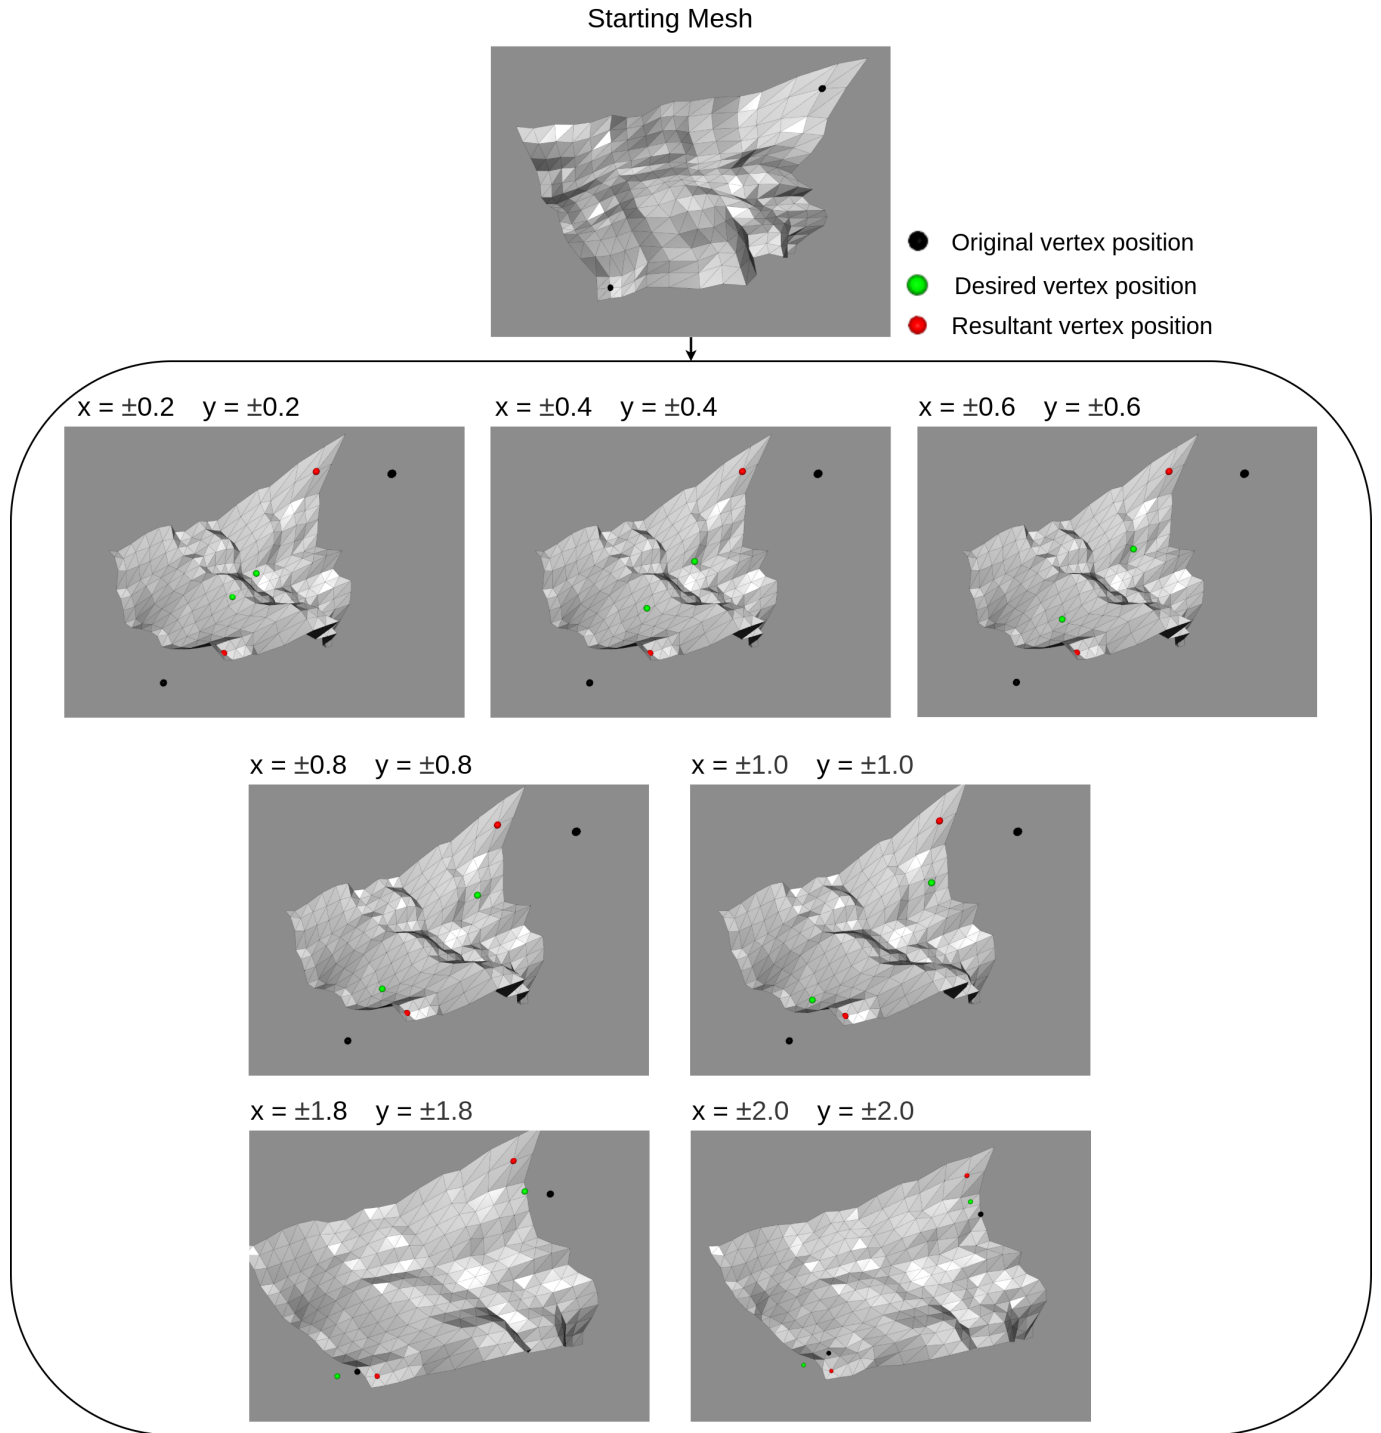 Starting Mesh
Original vertex position
Desired vertex position
Resultant vertex position
x = ±0.2 y = ±0.2
x = ±0.4 y = ±0.4
x = ±0.6 y = ±0.6
x = ±0.8 y = ±0.8
x = ±1.0 y = ±1.0
x = ±1.8 y = ±1.8
x = ±2.0 y = ±2.0